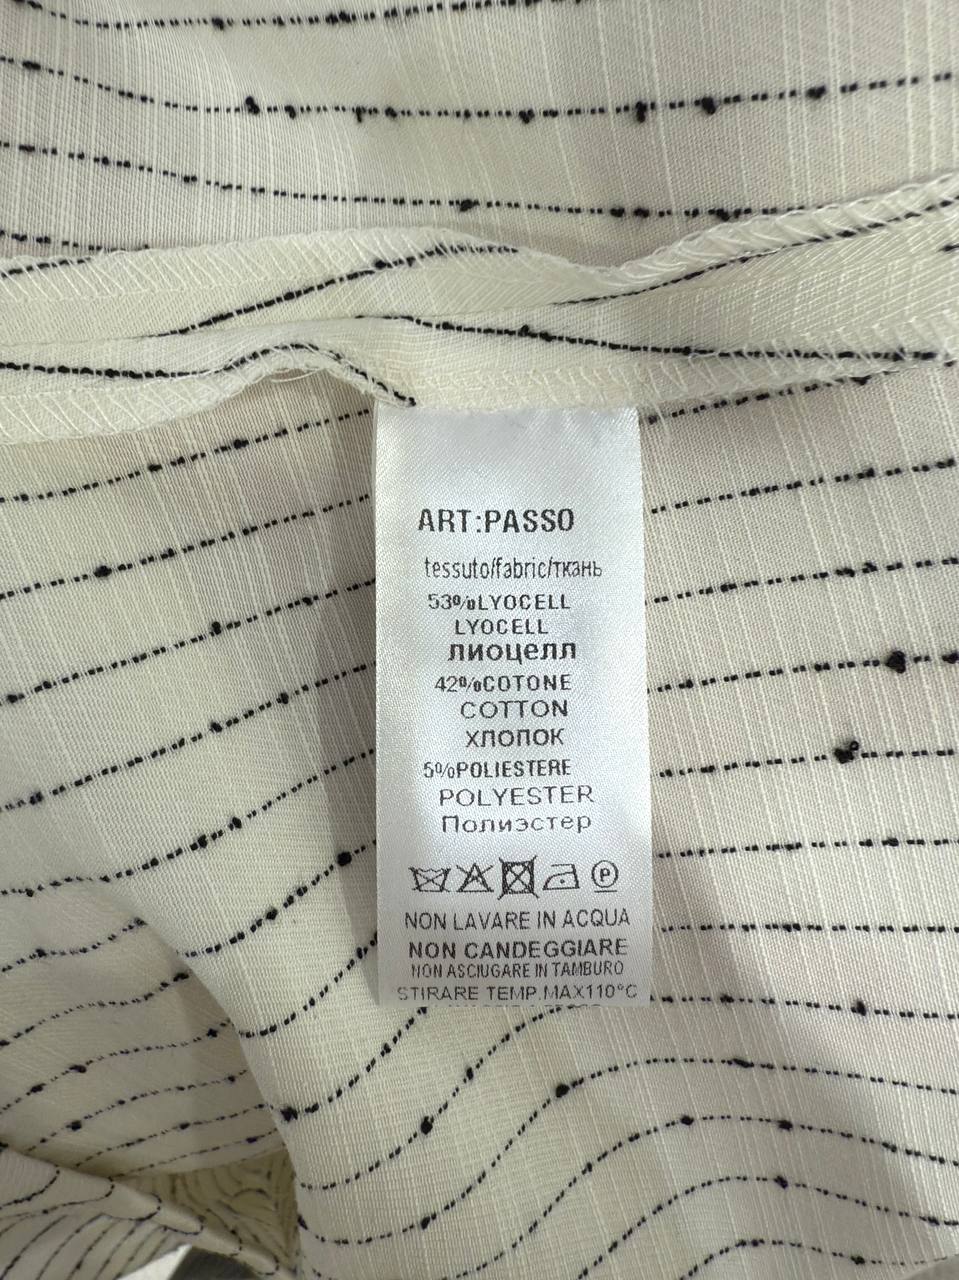 ART:PASSO
tessuto/fabric/ткань
53%LYOCELL
LYOCELL
лиоцелл
42%COTONE
COTTON
хлопок
5%POLIESTERE
POLYESTER
Полиэстер
P
NON LAVARE IN ACQUA
NON CANDEGGIARE
NON ASCIUGARE IN TAMBURO
STIRARE TEMP.MAX110°C